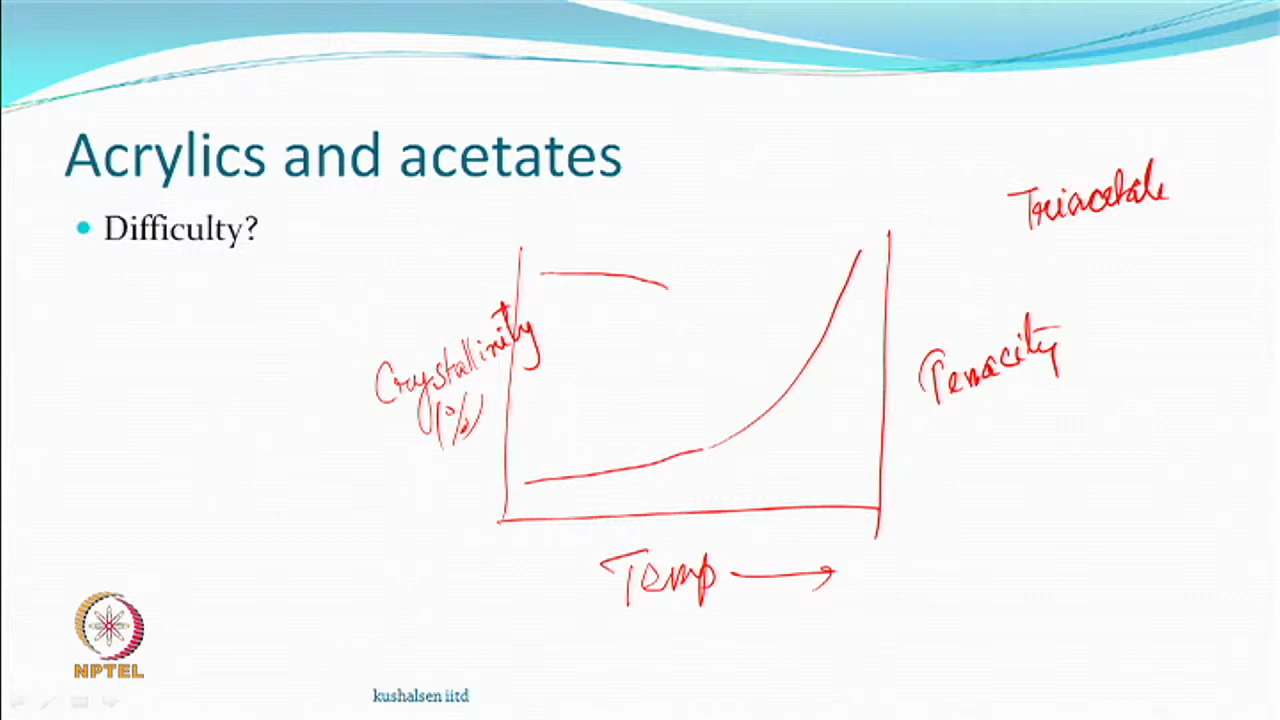 Acrylics and acetates
Difficulty?
Triacetate
Crystallinity
(%)
Tenacity
Temp
NPTEL
kushalsen iitd